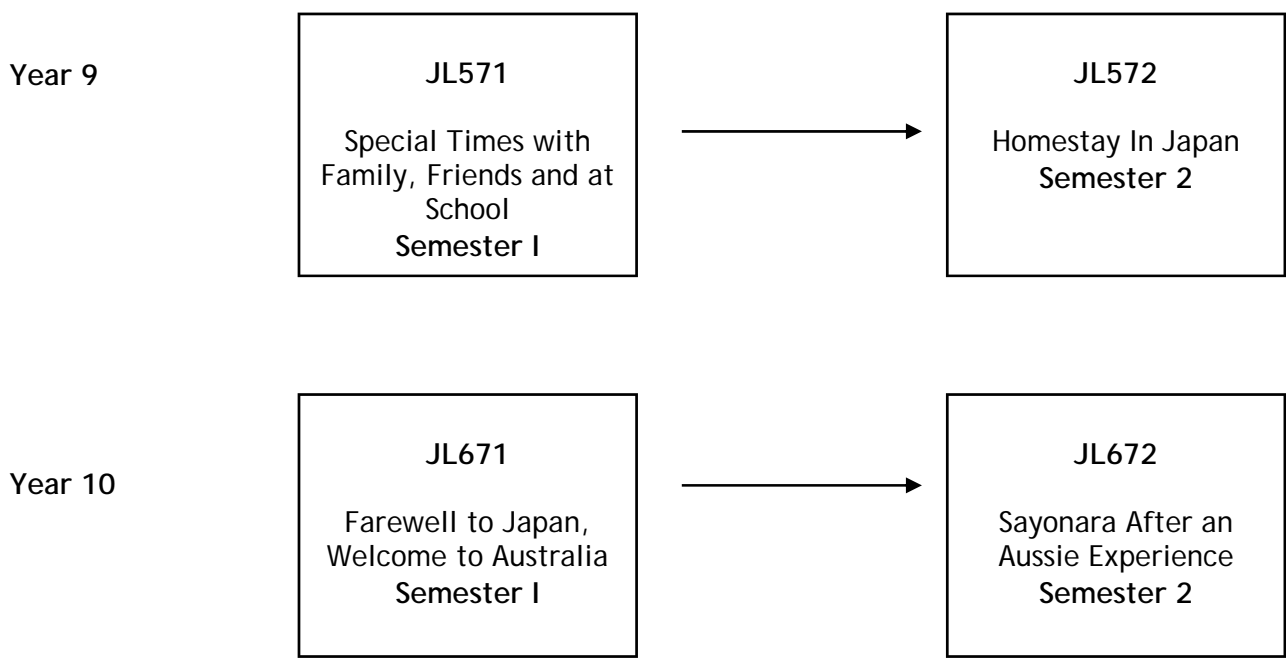 Year 9
JL571
Special Times with
Family, Friends and at
School
Semester I
JL572
Homestay In Japan
Semester 2
Year 10
JL671
Farewell to Japan,
Welcome to Australia
Semester I
JL672
Sayonara After an
Aussie Experience
Semester 2